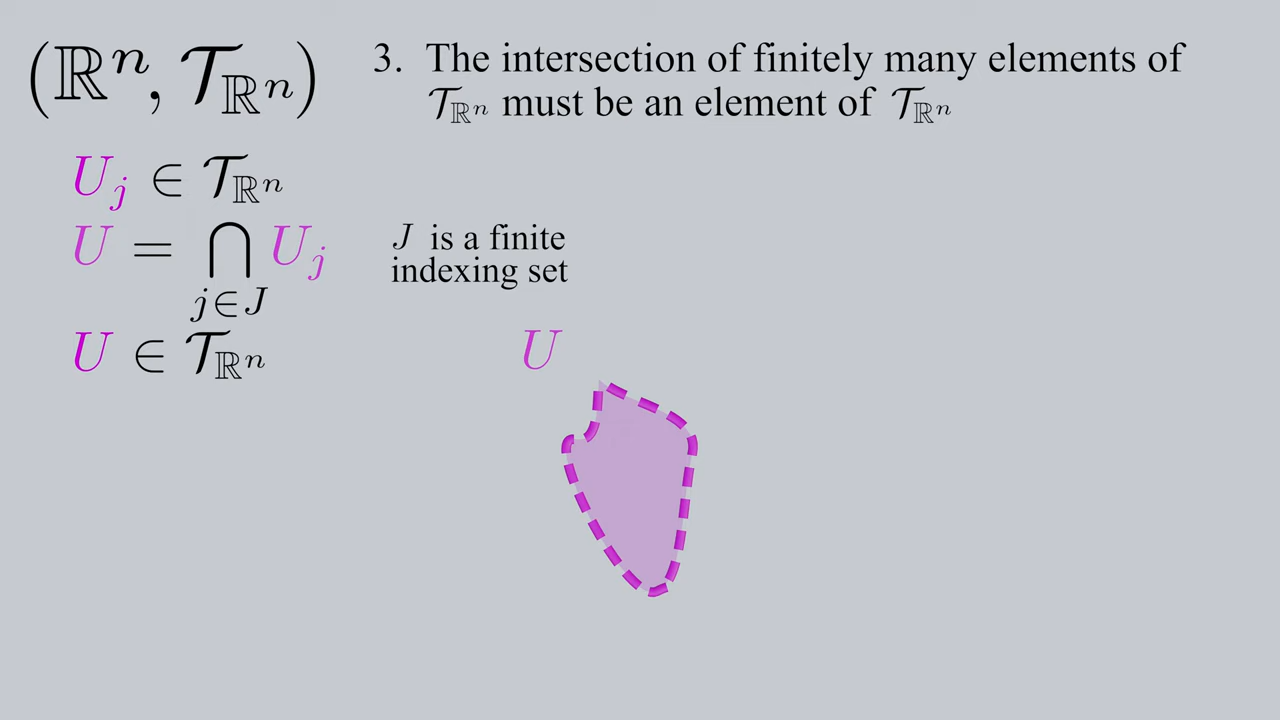 (ℝⁿ, 𝒯_ℝⁿ)
3. The intersection of finitely many elements of
𝒯_ℝⁿ must be an element of 𝒯_ℝⁿ
U_j ∈ 𝒯_ℝⁿ
U = ⋂_{j∈J} U_j
J is a finite
indexing set
U ∈ 𝒯_ℝⁿ
U